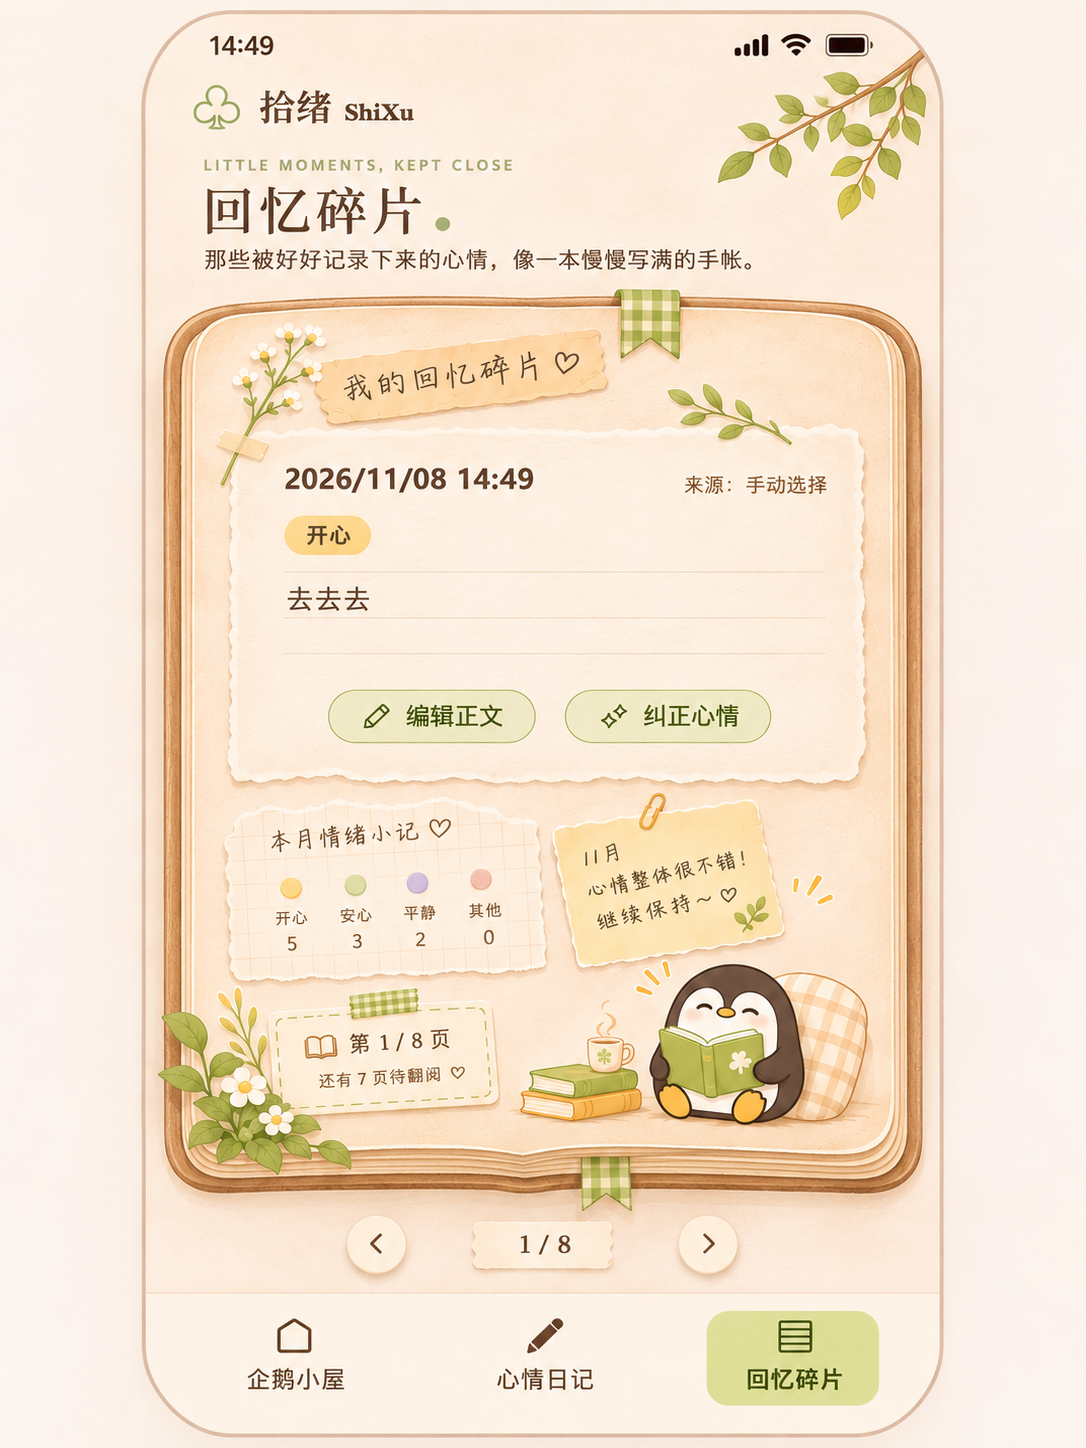 14:49
拾绪 ShiXu
LITTLE MOMENTS, KEPT CLOSE
回忆碎片
那些被好好记录下来的心情，像一本慢慢写满的手帐。
我的回忆碎片♡
2026/11/08 14:49
来源：手动选择
开心
去去去
编辑正文
纠正心情
本月情绪小记♡
开心 安心 平静 其他
5 3 2 0
11月
心情整体很不错！
继续保持～♡
第 1 / 8 页
还有 7 页待翻阅 ♡
1 / 8
企鹅小屋
心情日记
回忆碎片